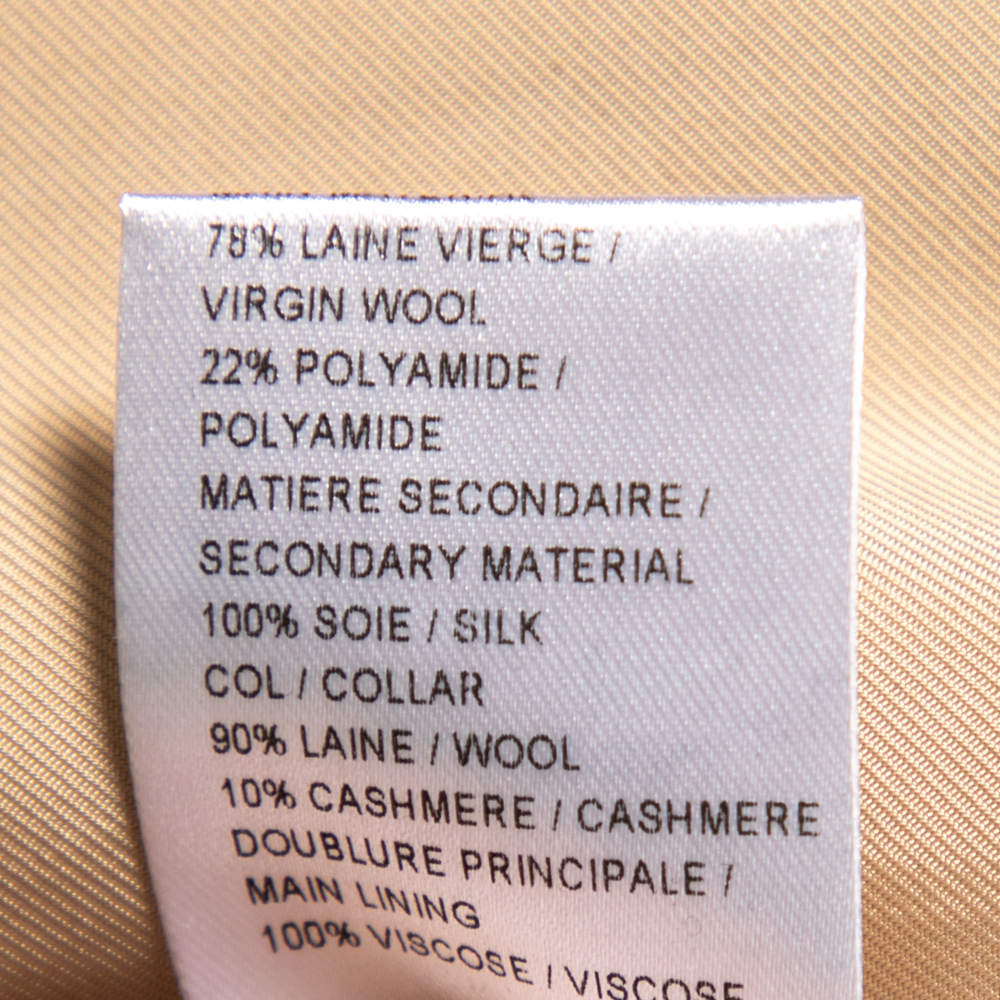 78% LAINE VIERGE /
VIRGIN WOOL
22% POLYAMIDE /
POLYAMIDE
MATIERE SECONDAIRE /
SECONDARY MATERIAL
100% SOIE / SILK
COL / COLLAR
90% LAINE / WOOL
10% CASHMERE / CASHMERE
DOUBLURE PRINCIPALE /
MAIN LINING
100% VISCOSE / VISCOSE